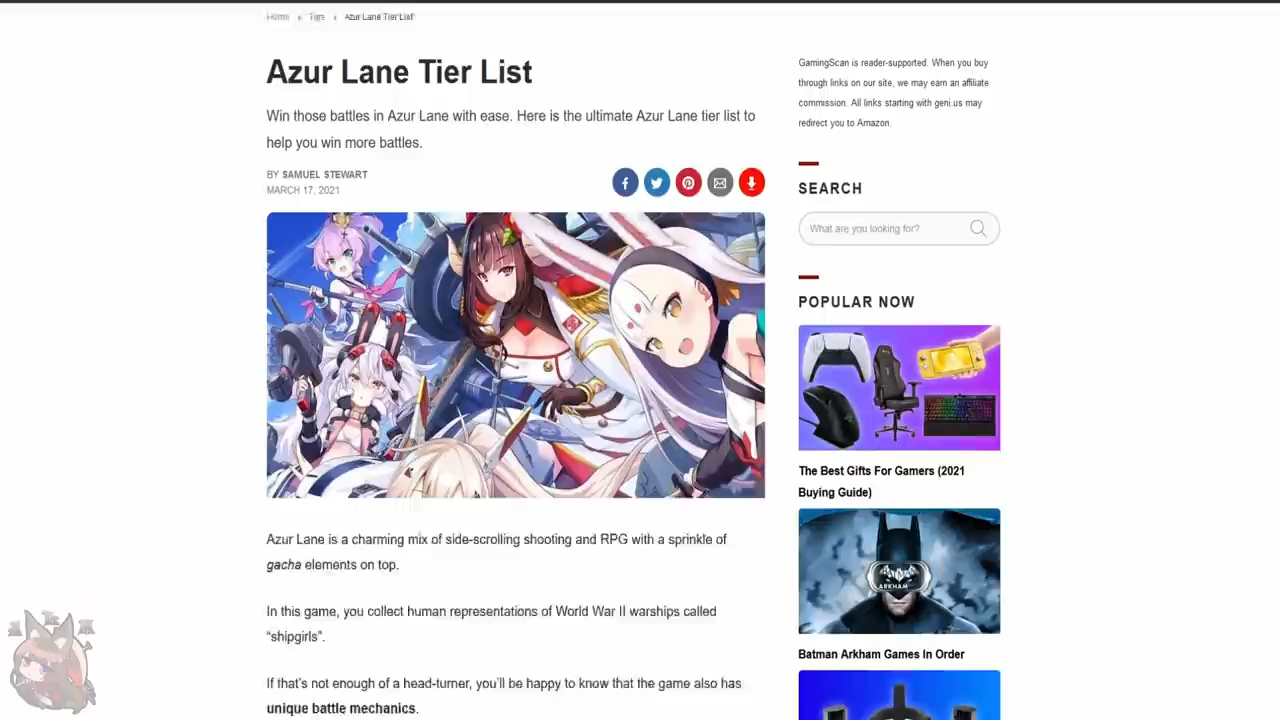 Home Tips Azur Lane Tier List
Azur Lane Tier List
Win those battles in Azur Lane with ease. Here is the ultimate Azur Lane tier list to
help you win more battles.
BY SAMUEL STEWART
MARCH 17, 2021
Azur Lane is a charming mix of side-scrolling shooting and RPG with a sprinkle of
gacha elements on top.
In this game, you collect human representations of World War II warships called
“shipgirls”.
If that’s not enough of a head-turner, you’ll be happy to know that the game also has
unique battle mechanics.
GamingScan is reader-supported. When you buy
through links on our site, we may earn an affiliate
commission. All links starting with geni.us may
redirect you to Amazon.
SEARCH
What are you looking for?
POPULAR NOW
The Best Gifts For Gamers (2021
Buying Guide)
BATMAN
ARKHAM
Batman Arkham Games In Order